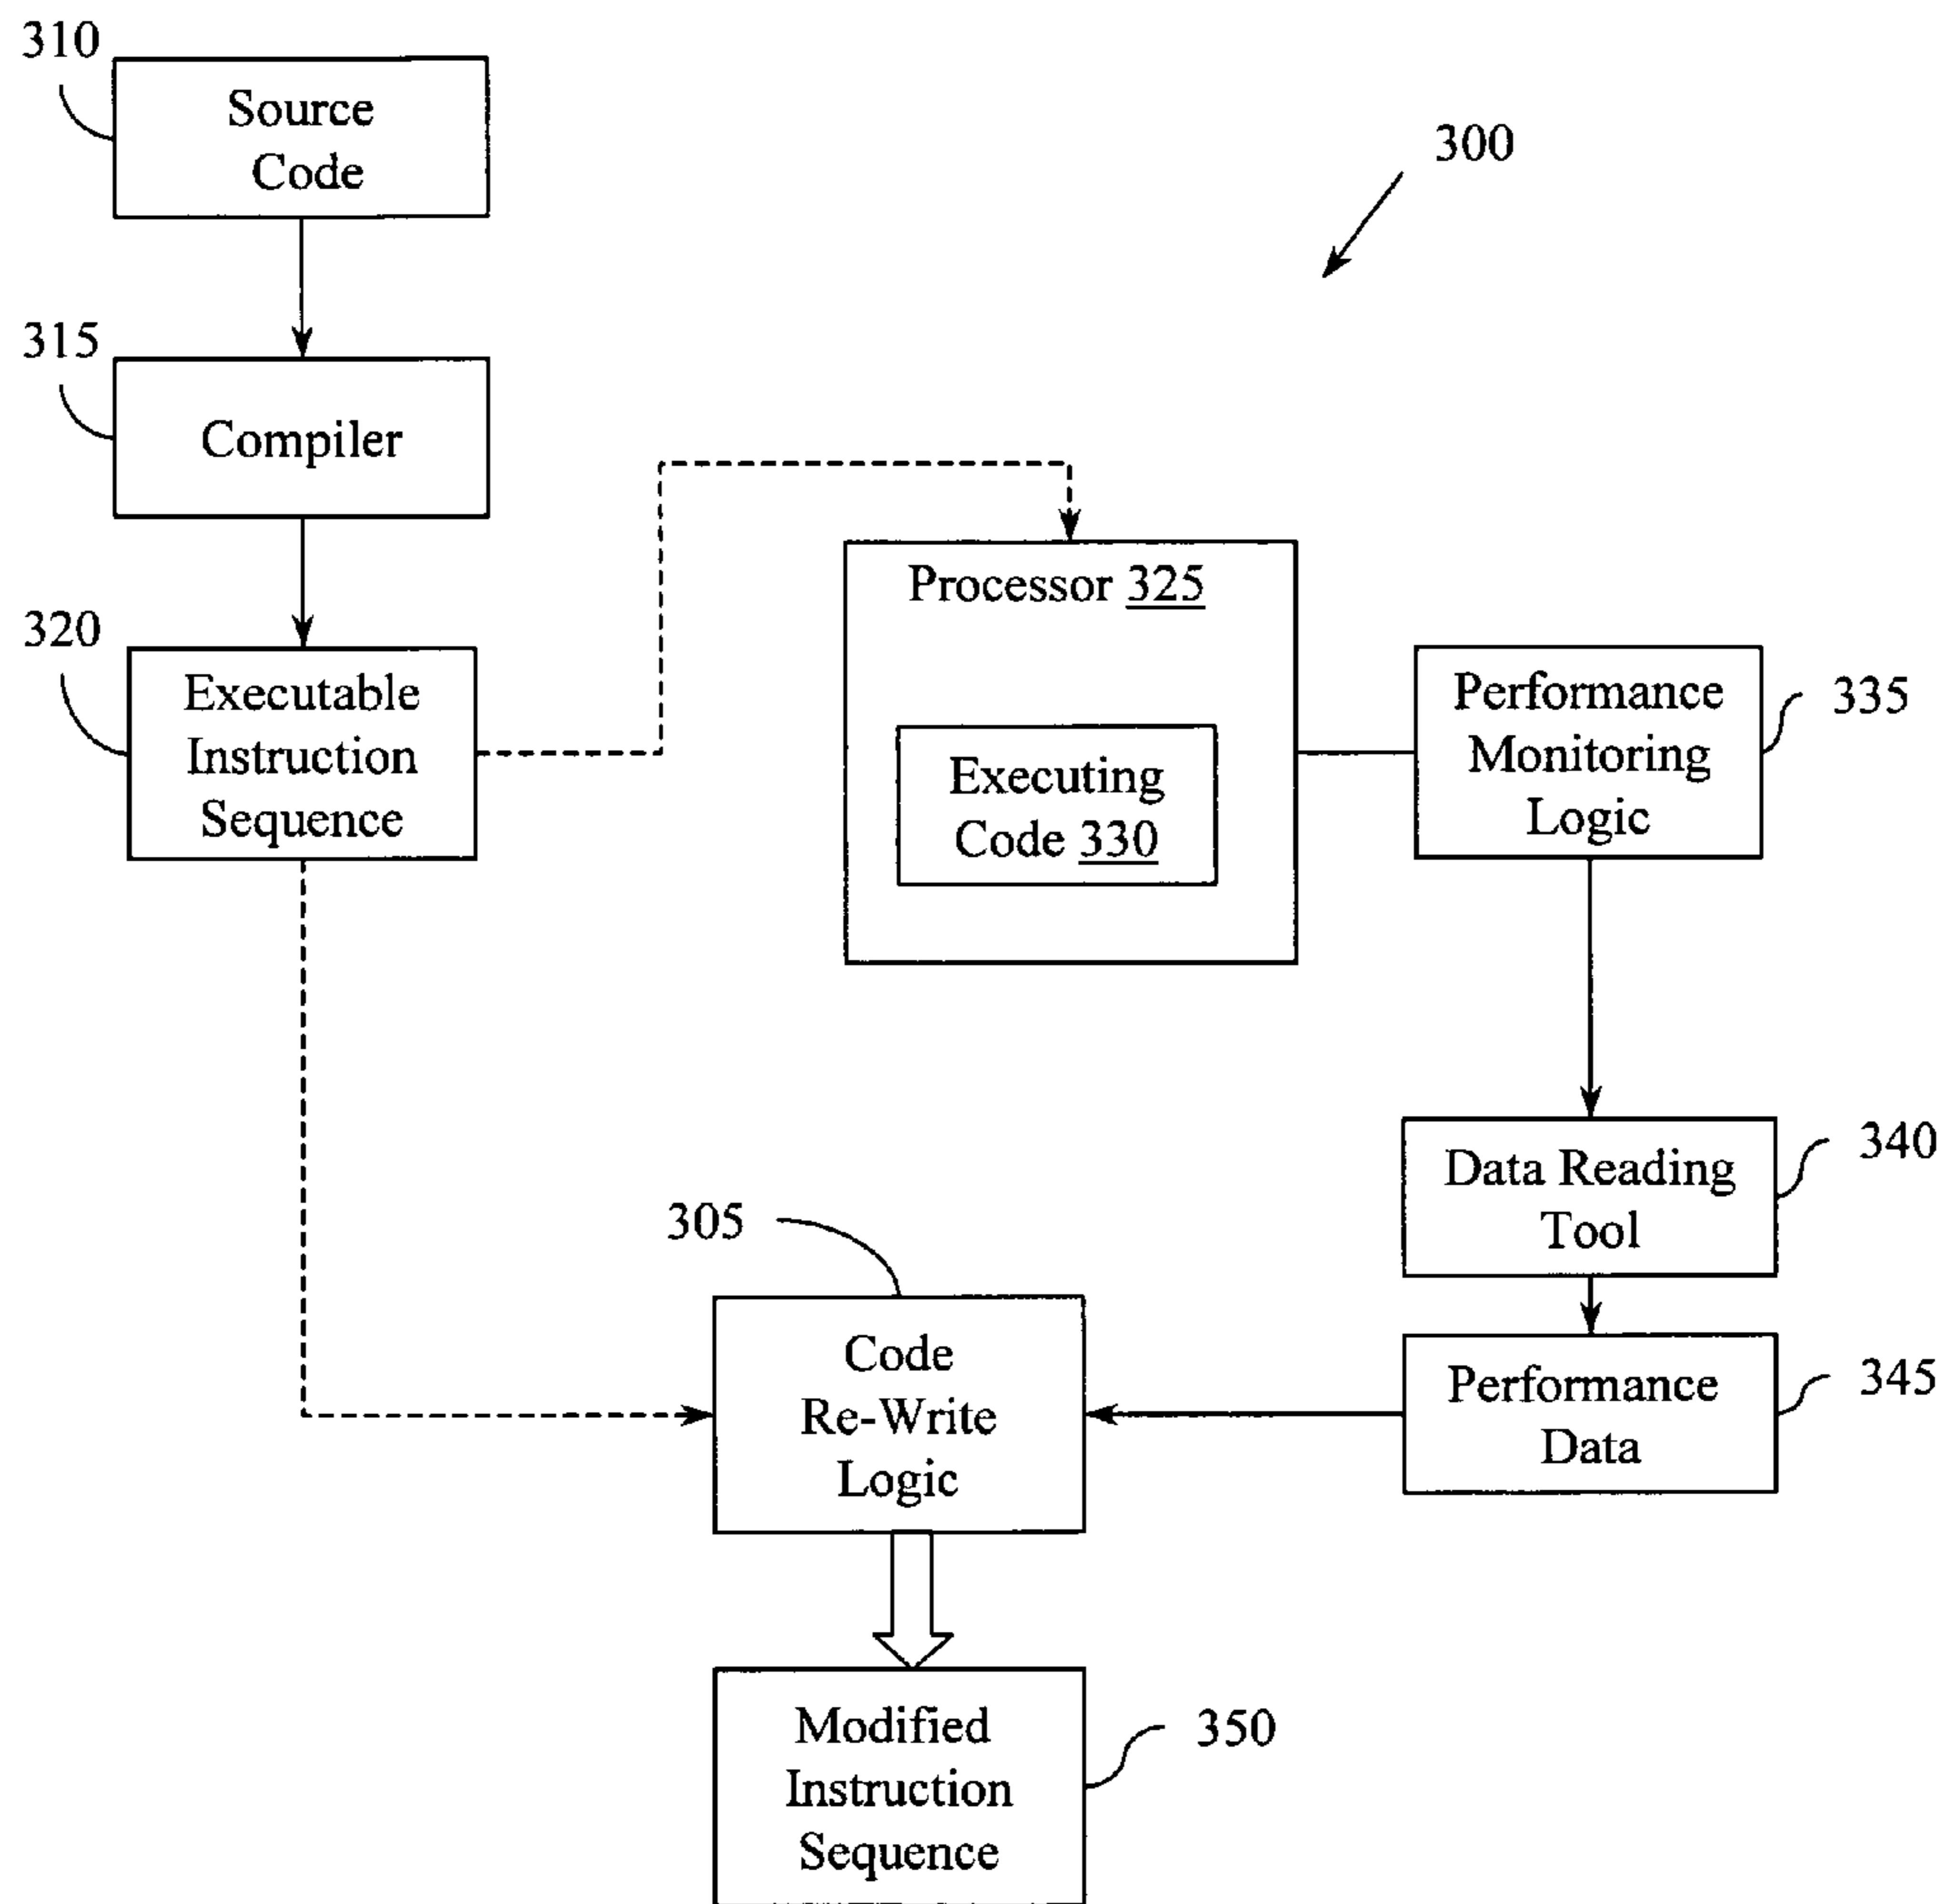 310
Source
Code
300
315
Compiler
320
Executable
Instruction
Sequence
Processor 325
Executing
Code 330
Performance
Monitoring
Logic
335
Data Reading
Tool
340
305
Code
Re-Write
Logic
Performance
Data
345
Modified
Instruction
Sequence
350